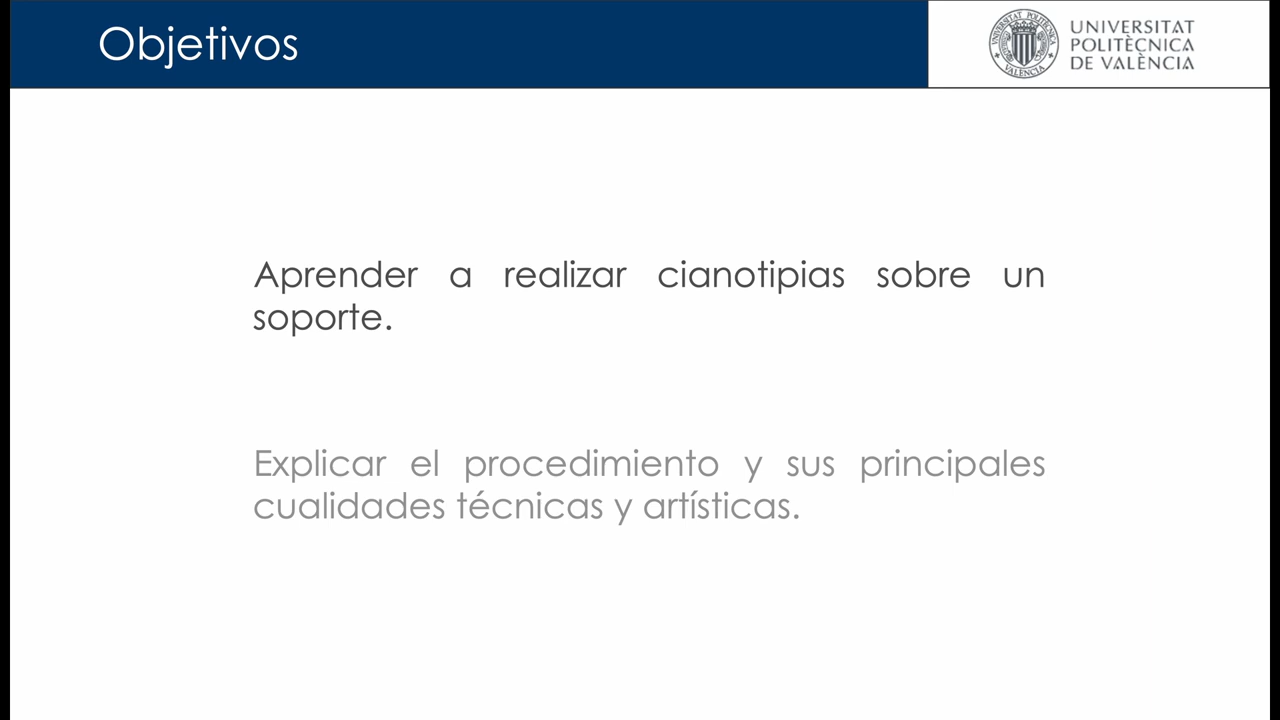 Objetivos
UNIVERSITAT
POLITÈCNICA
DE VALÈNCIA
Aprender a realizar cianotipias sobre un
soporte.
Explicar el procedimiento y sus principales
cualidades técnicas y artísticas.